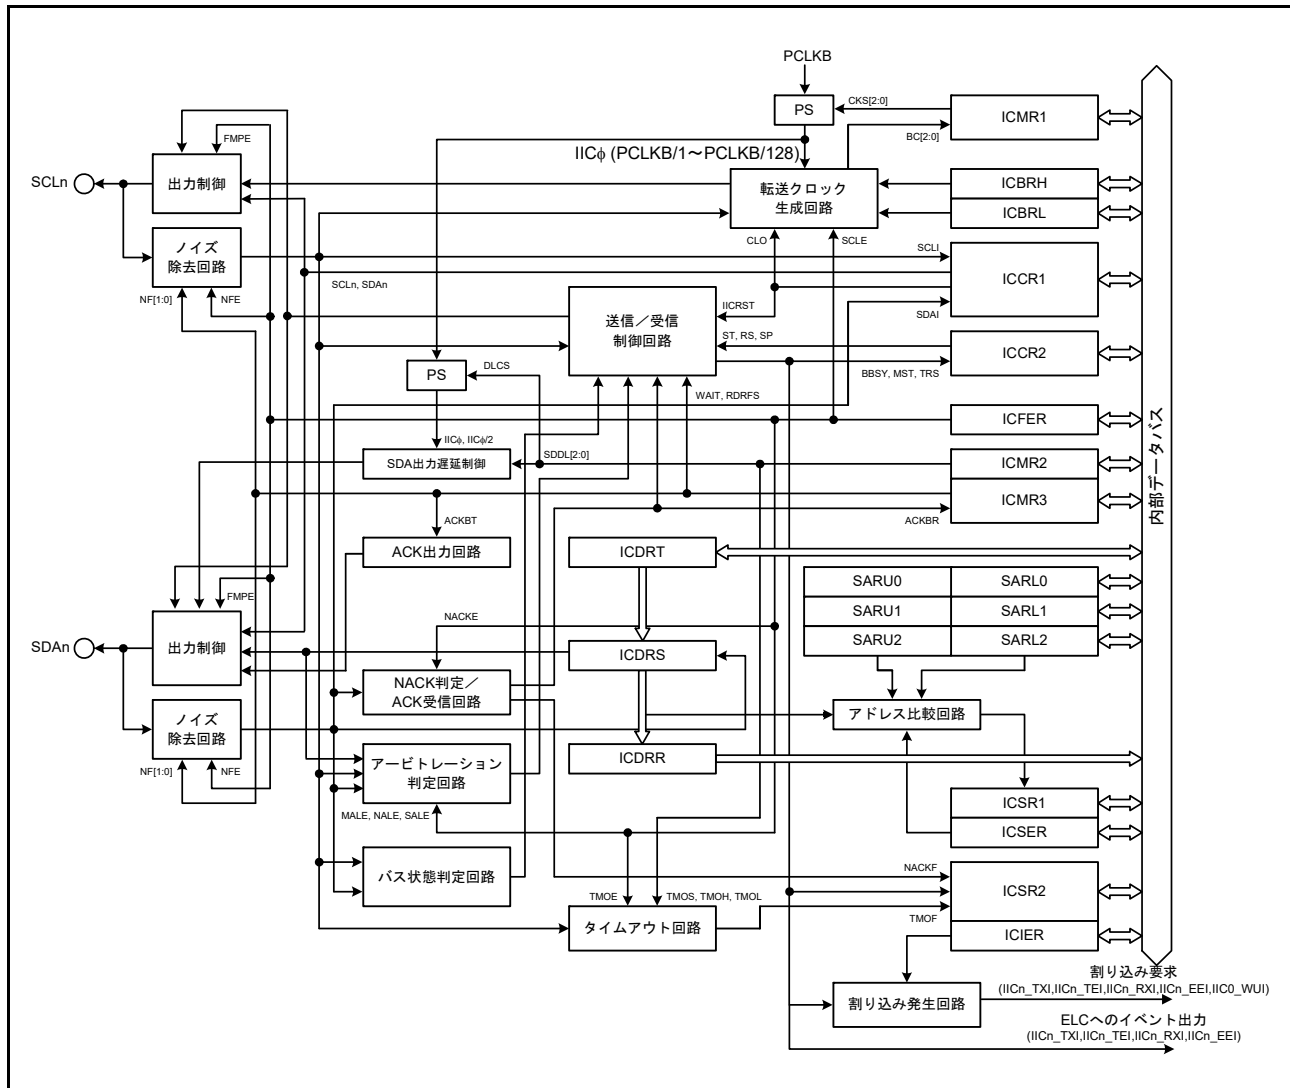 PCLKB
PS
CKS[2:0]
ICMR1
BC[2:0]
FMPE
IICφ (PCLKB/1～PCLKB/128)
SCLn
出力制御
転送クロック
生成回路
ICBRH
ICBRL
CLO
SCLE
ノイズ
除去回路
SCLI
ICCR1
SCLn, SDAn
NF[1:0]
NFE
IICRST
SDAI
送信／受信
制御回路
ST, RS, SP
ICCR2
BBSY, MST, TRS
PS
DLCS
WAIT, RDRFS
ICFER
IICφ, IICφ/2
SDA出力遅延制御
SDDL[2:0]
ICMR2
ICMR3
ACKBT
ACKBR
内部データバス
ACK出力回路
ICDRT
SARU0
SARL0
SARU1
SARL1
SARU2
SARL2
FMPE
NACKE
SDAn
出力制御
ICDRS
NACK判定／
ACK受信回路
アドレス比較回路
ノイズ
除去回路
NF[1:0]
NFE
アービトレーション
判定回路
ICDRR
MALE, NALE, SALE
ICSR1
ICSER
バス状態判定回路
NACKF
ICSR2
TMOE
TMOS, TMOH, TMOL
タイムアウト回路
TMOF
ICIER
割り込み発生回路
割り込み要求
(IICn_TXI,IICn_TEI,IICn_RXI,IICn_EEI,IIC0_WUI)
ELCへのイベント出力
(IICn_TXI,IICn_TEI,IICn_RXI,IICn_EEI)